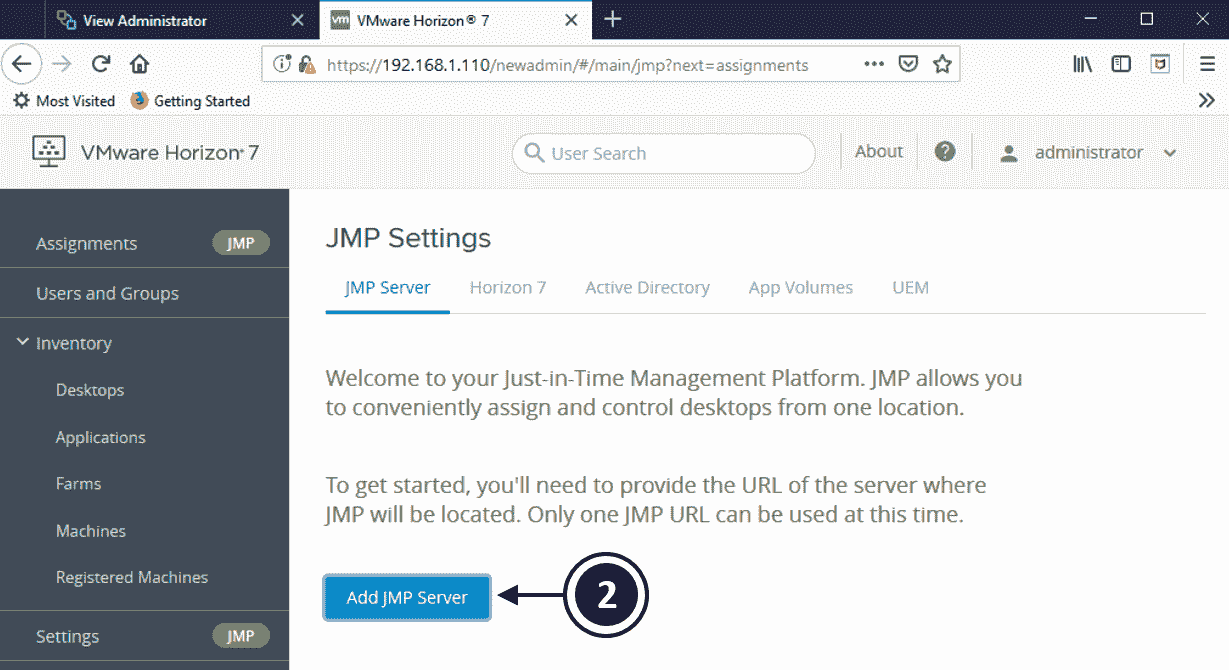 View Administrator
vm VMware Horizon® 7
https://192.168.1.110/newadmin/#/main/jmp?next=assignments
Most Visited Getting Started
VMware Horizon® 7
User Search
About
?
administrator
Assignments JMP
Users and Groups
Inventory
Desktops
Applications
Farms
Machines
Registered Machines
Settings JMP
JMP Settings
JMP Server Horizon 7 Active Directory App Volumes UEM
Welcome to your Just-in-Time Management Platform. JMP allows you
to conveniently assign and control desktops from one location.
To get started, you'll need to provide the URL of the server where
JMP will be located. Only one JMP URL can be used at this time.
Add JMP Server
2